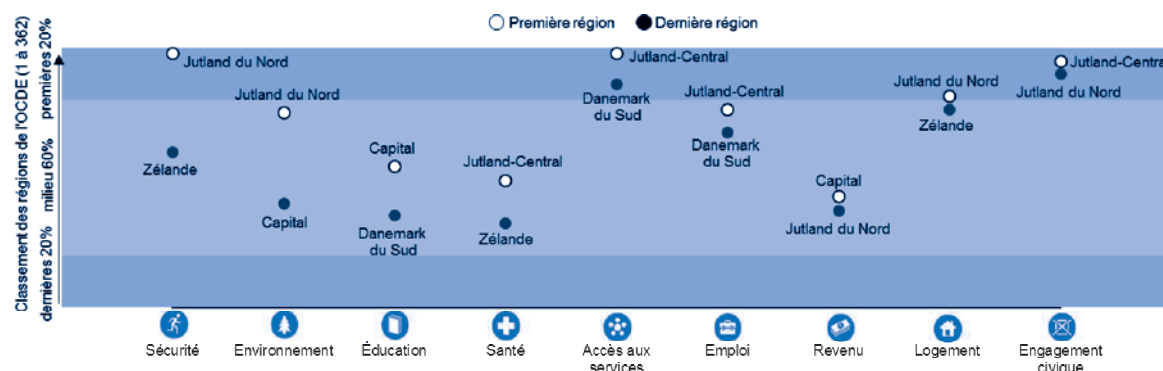 Première région
Dernière région
Classement des régions de l'OCDE (1 à 362)
dernières 20%
milieu 60%
premières 20%
Jutland du Nord
Zélande
Jutland du Nord
Capital
Capital
Danemark
du Sud
Jutland-Central
Zélande
Jutland-Central
Danemark
du Sud
Jutland-Central
Danemark
du Sud
Capital
Jutland du Nord
Jutland du Nord
Zélande
Jutland-Central
Jutland du Nord
Sécurité
Environnement
Éducation
Santé
Accès aux
services
Emploi
Revenu
Logement
Engagement
civique